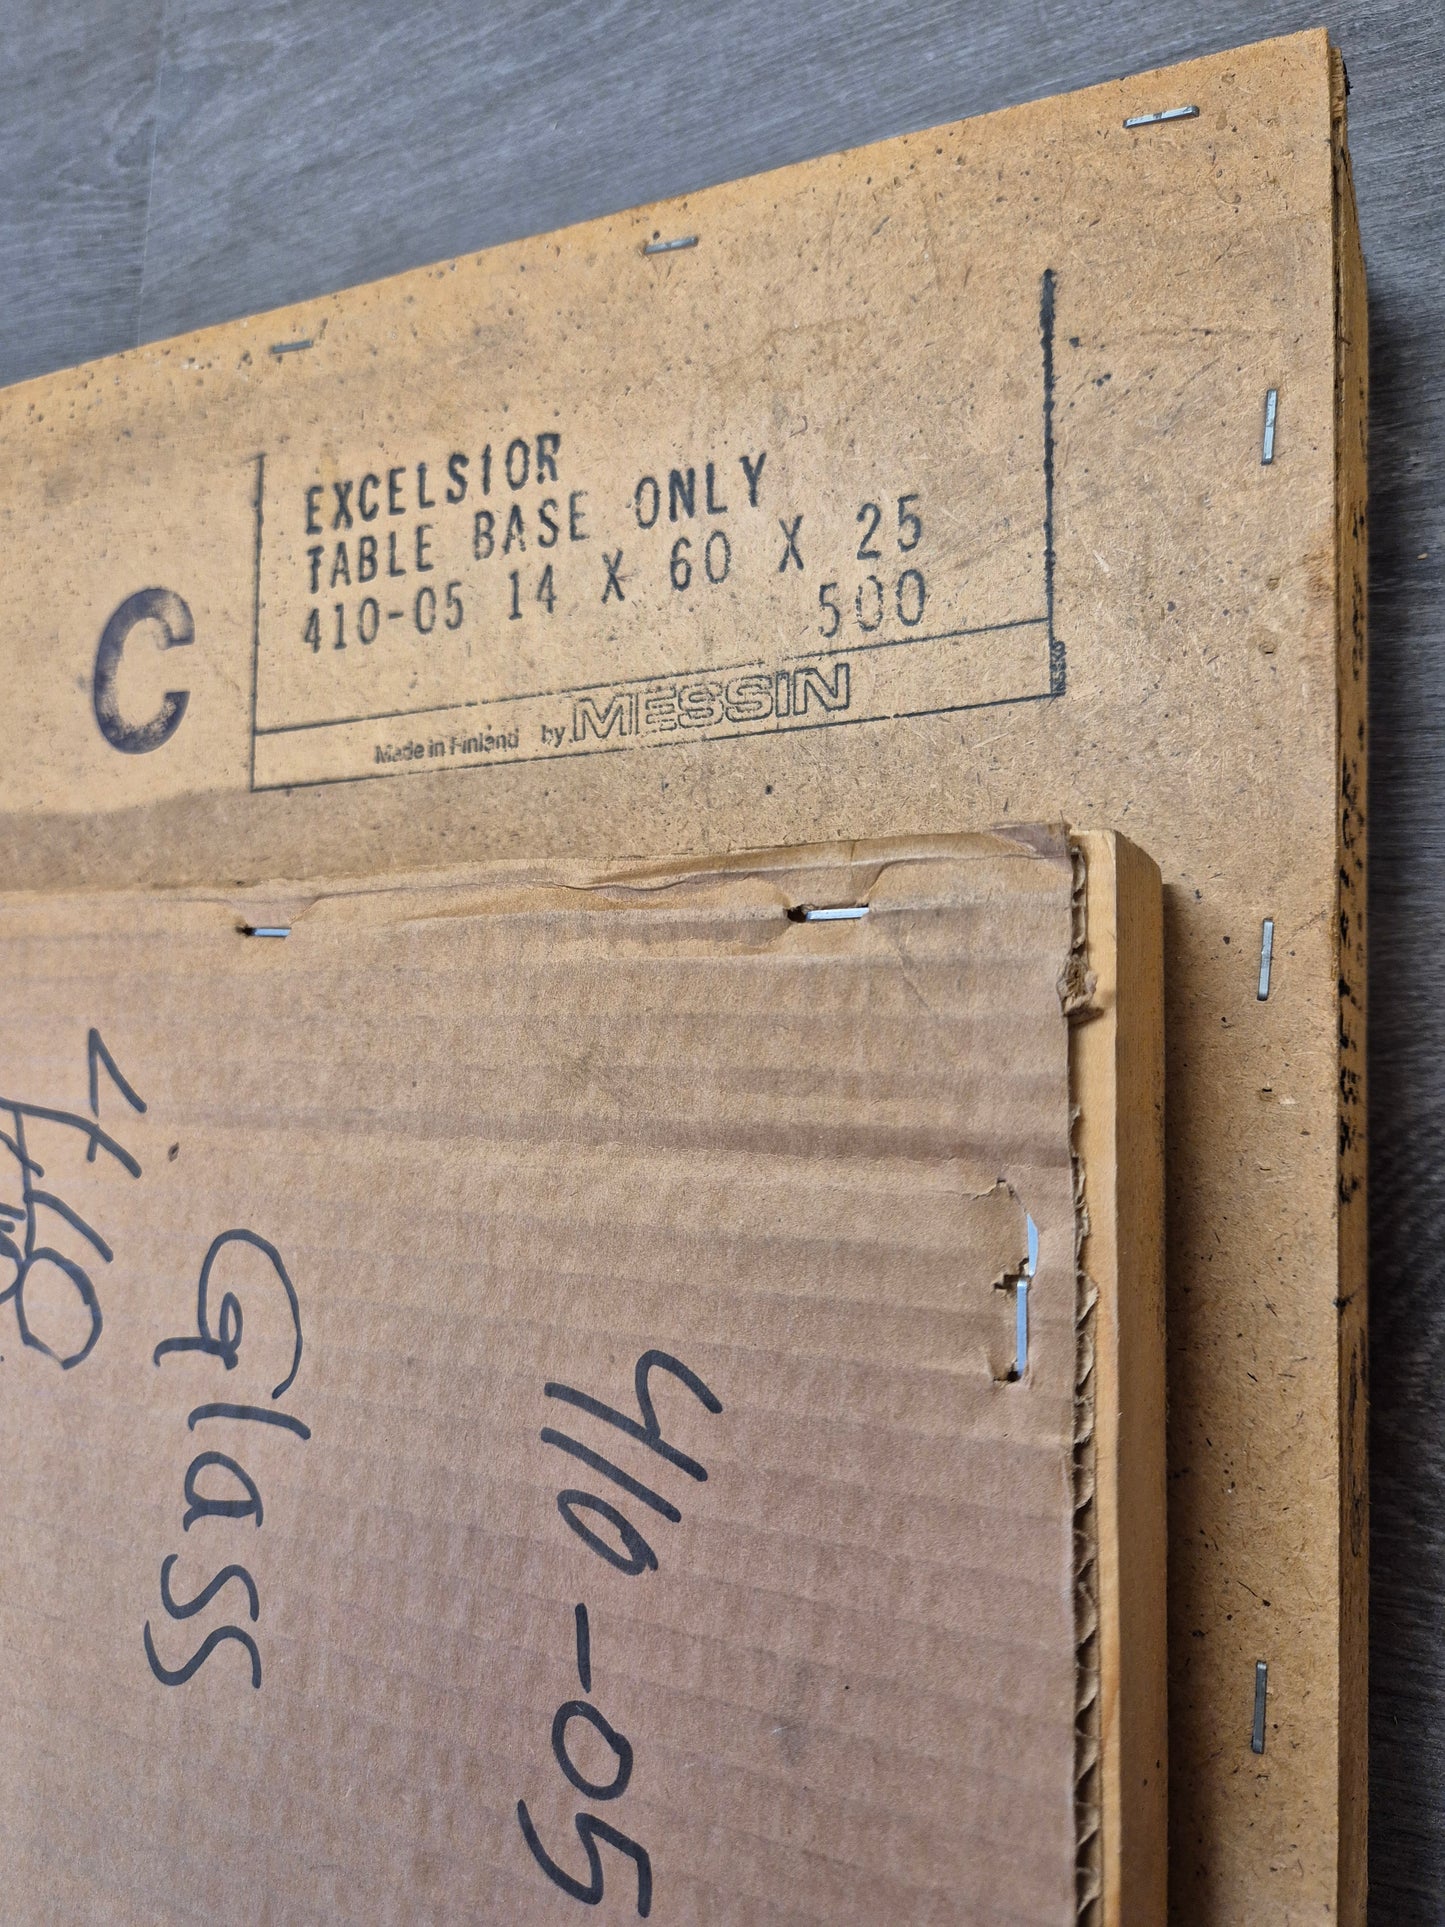 C
EXCELSIOR
TABLE BASE ONLY
410-05 14 X 60 X 25
500
Made in Finland by MESSIN
410-05
Glass